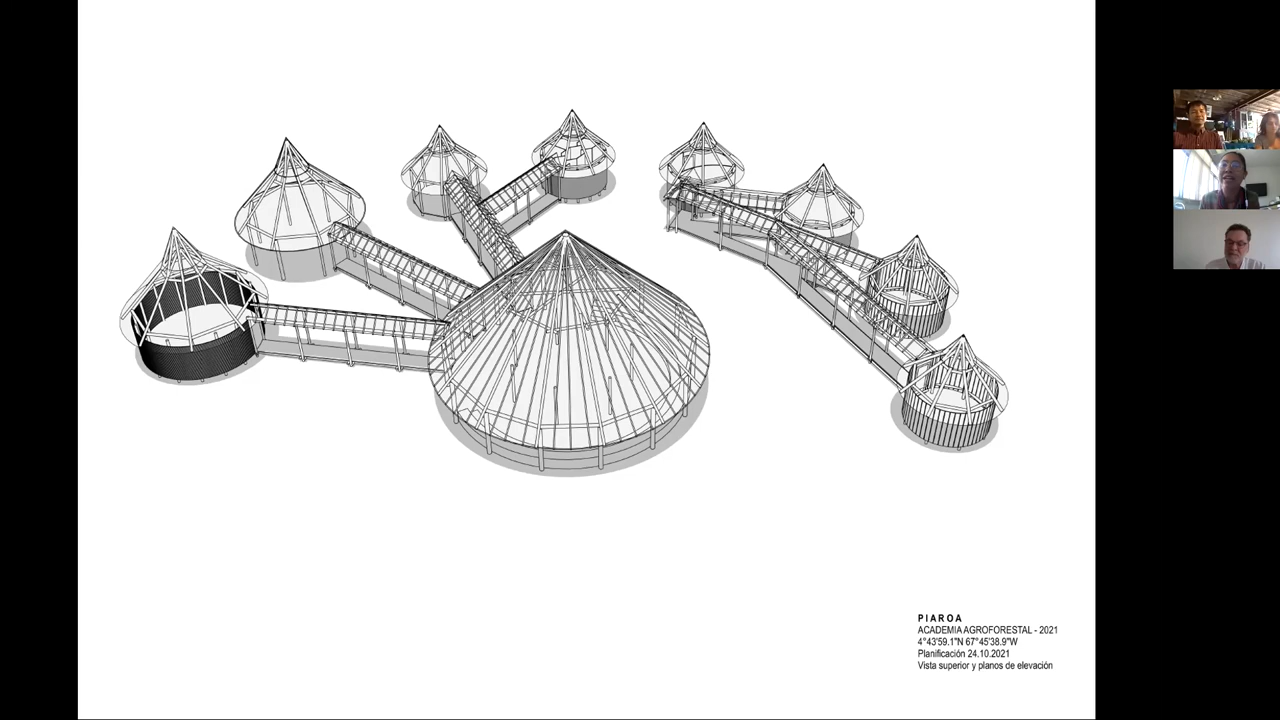 PIAROA
ACADEMIA AGROFORESTAL - 2021
4°43'59.1"N 67°45'38.9"W
Planificación 24.10.2021
Vista superior y planos de elevación